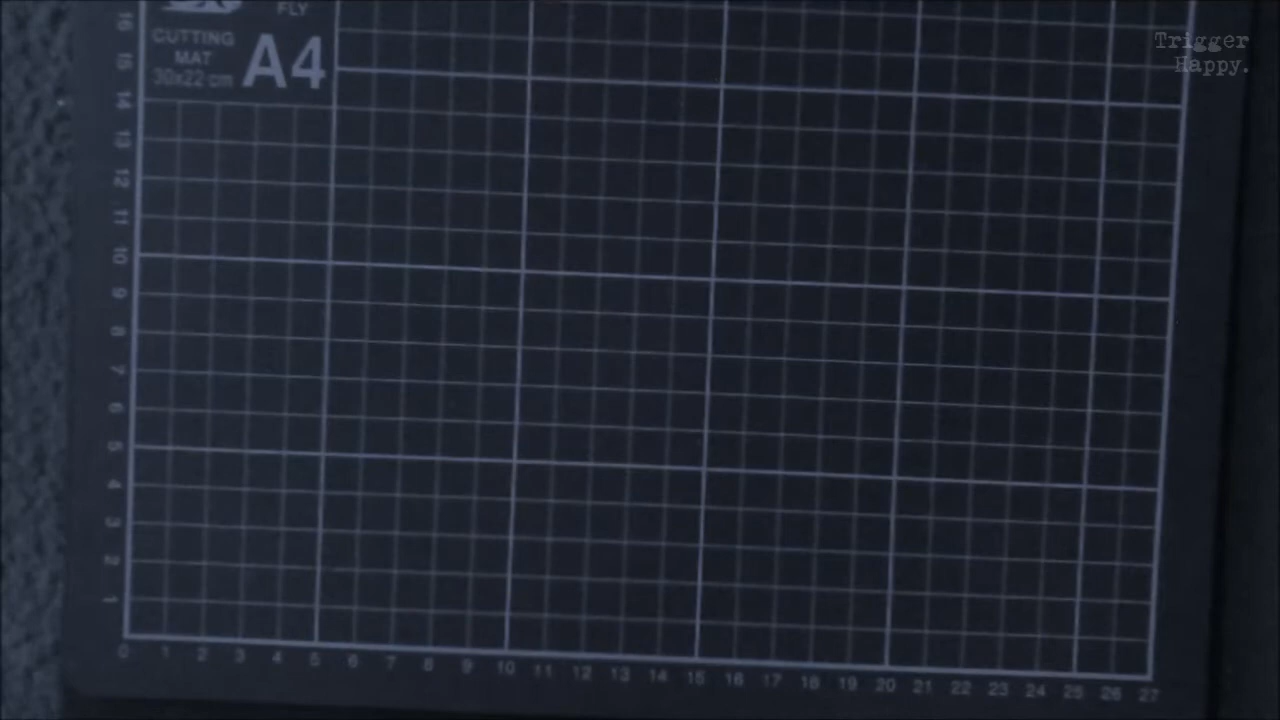 FLY
CUTTING
MAT
30x22 cm
A4
Trigger
Happy.
16
15
14
13
12
11
10
9
8
7
6
5
4
3
2
1
0 1 2 3 4 5 6 7 8 9 10 11 12 13 14 15 16 17 18 19 20 21 22 23 24 25 26 27